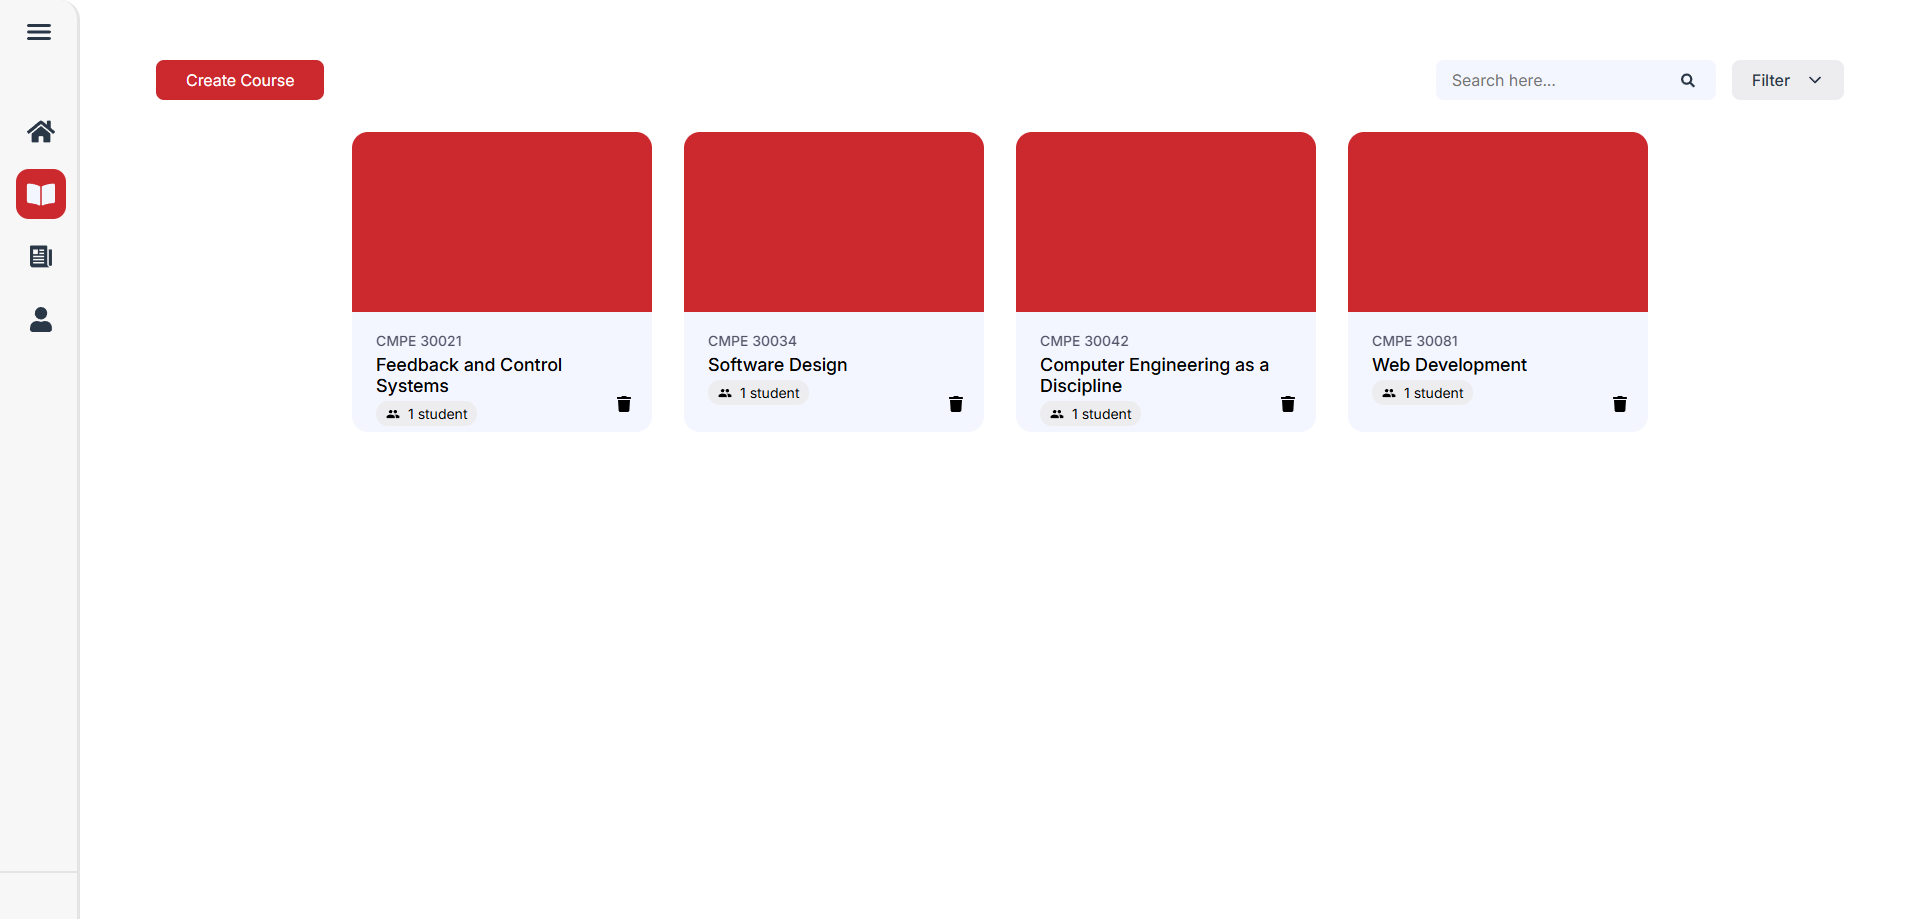 Create Course
Search here...
Filter
CMPE 30021
Feedback and Control
Systems
1 student
CMPE 30034
Software Design
1 student
CMPE 30042
Computer Engineering as a
Discipline
1 student
CMPE 30081
Web Development
1 student